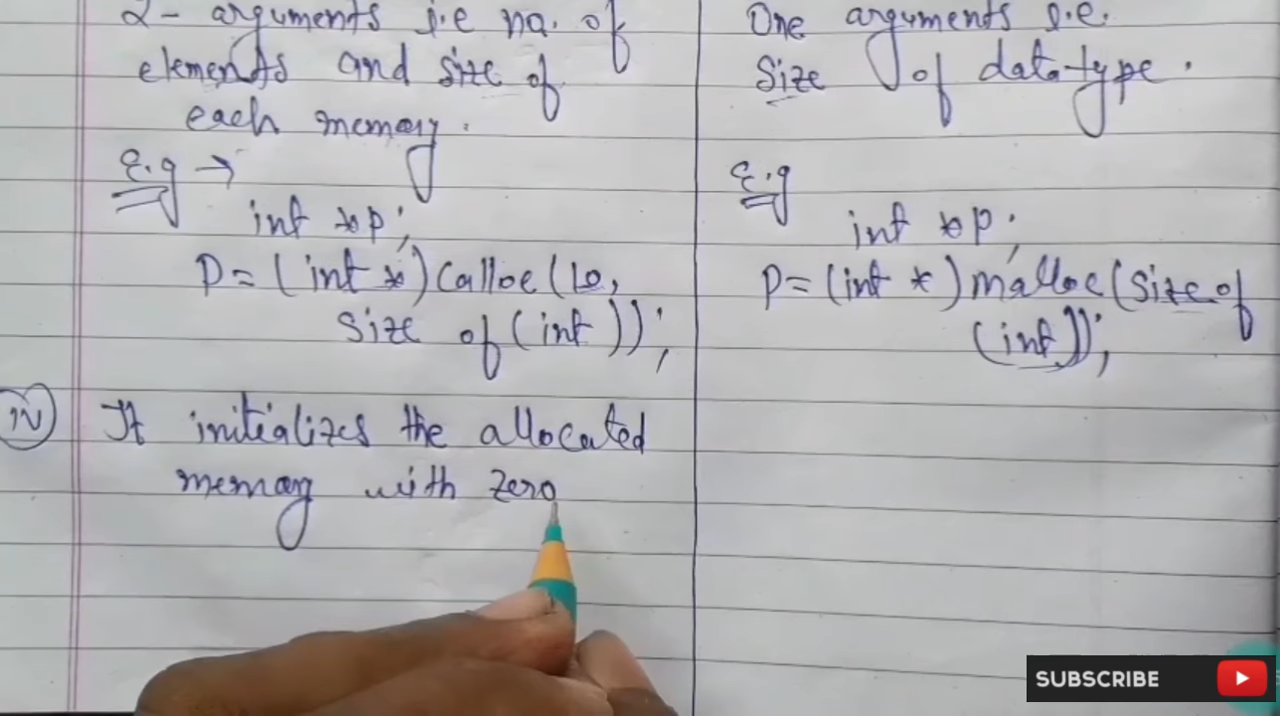 2- arguments i.e no. of
elements and size of
each memory.
E.g →
int *p;
P=(int *)Calloc(10,
Size of(int));
IV It initializes the allocated
memory with zero
One arguments i.e.
Size of data-type.
E.g
int *p;
P=(int *)malloc(Size of
(int));
SUBSCRIBE